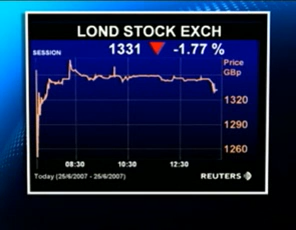 LOND STOCK EXCH
SESSION
1331 ▼ -1.77 %
Price
GBp
1320
1290
1260
08:30 10:30 12:30
Today (25/6/2007 - 25/6/2007)
REUTERS